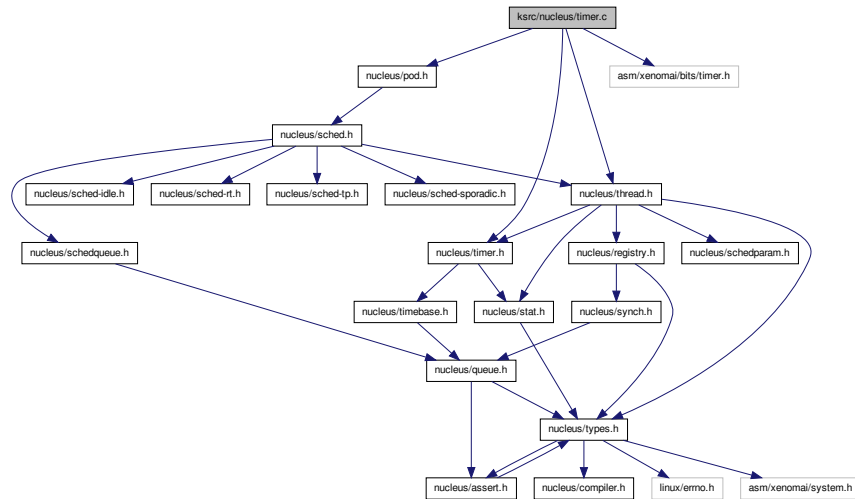 ksrc/nucleus/timer.c
nucleus/pod.h
asm/xenomai/bits/timer.h
nucleus/sched.h
nucleus/sched-idle.h
nucleus/sched-rt.h
nucleus/sched-tp.h
nucleus/sched-sporadic.h
nucleus/thread.h
nucleus/schedqueue.h
nucleus/timer.h
nucleus/registry.h
nucleus/schedparam.h
nucleus/timebase.h
nucleus/stat.h
nucleus/synch.h
nucleus/queue.h
nucleus/types.h
nucleus/assert.h
nucleus/compiler.h
linux/errno.h
asm/xenomai/system.h